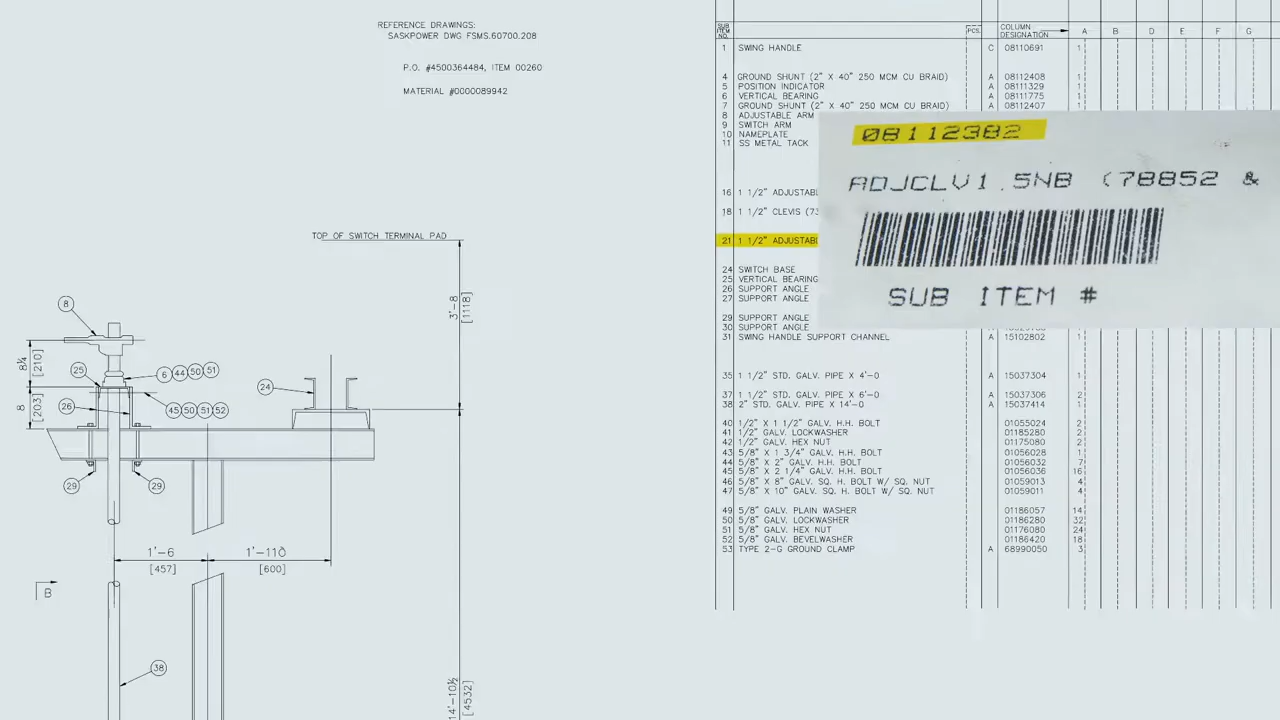 REFERENCE DRAWINGS:
SASKPOWER DWG FSMS.60700.208
P.O. #4500364484, ITEM 00260
MATERIAL #0000089942
SUB ITEM NO. PCS. COLUMN DESIGNATION A B D E F G
1 SWING HANDLE C 08110691 1
4 GROUND SHUNT (2" X 40" 250 MCM CU BRAID) A 08112408 1
5 POSITION INDICATOR A 08111329 1
6 VERTICAL BEARING A 08111775 1
7 GROUND SHUNT (2" X 40" 250 MCM CU BRAID) A 08112407 1
8 ADJUSTABLE ARM
9 SWITCH ARM
10 NAMEPLATE
11 SS METAL TACK
16 1 1/2" ADJUSTABL
18 1 1/2" CLEVIS (73
21 1 1/2" ADJUSTABL
24 SWITCH BASE
25 VERTICAL BEARING
26 SUPPORT ANGLE
27 SUPPORT ANGLE
29 SUPPORT ANGLE
30 SUPPORT ANGLE
31 SWING HANDLE SUPPORT CHANNEL A 15102802 1
35 1 1/2" STD. GALV. PIPE X 4'-0 A 15037304 1
37 1 1/2" STD. GALV. PIPE X 6'-0 A 15037306 2
38 2" STD. GALV. PIPE X 14'-0 A 15037414 1
40 1/2" X 1 1/2" GALV. H.H. BOLT 01055024 2
41 1/2" GALV. LOCKWASHER 01185280 2
42 1/2" GALV. HEX NUT 01175080 2
43 5/8" X 1 3/4" GALV. H.H. BOLT 01056028 1
44 5/8" X 2" GALV. H.H. BOLT 01056032 7
45 5/8" X 2 1/4" GALV. H.H. BOLT 01056036 16
46 5/8" X 8" GALV. SQ. H. BOLT W/ SQ. NUT 01059013 4
47 5/8" X 10" GALV. SQ. H. BOLT W/ SQ. NUT 01059011 4
49 5/8" GALV. PLAIN WASHER 01186057 14
50 5/8" GALV. LOCKWASHER 01186280 32
51 5/8" GALV. HEX NUT 01176080 24
52 5/8" GALV. BEVELWASHER 01186420 18
53 TYPE 2-G GROUND CLAMP A 68990050 3
08112382
ADJCLV1.5NB (78852 &
SUB ITEM #
TOP OF SWITCH TERMINAL PAD
3'-8
[1118]
8
8¼
[210]
25
6 44 50 51
24
8
[203]
26
45 50 51 52
29
29
1'-6
[457]
[600]
B
38
14'-10½
[4532]